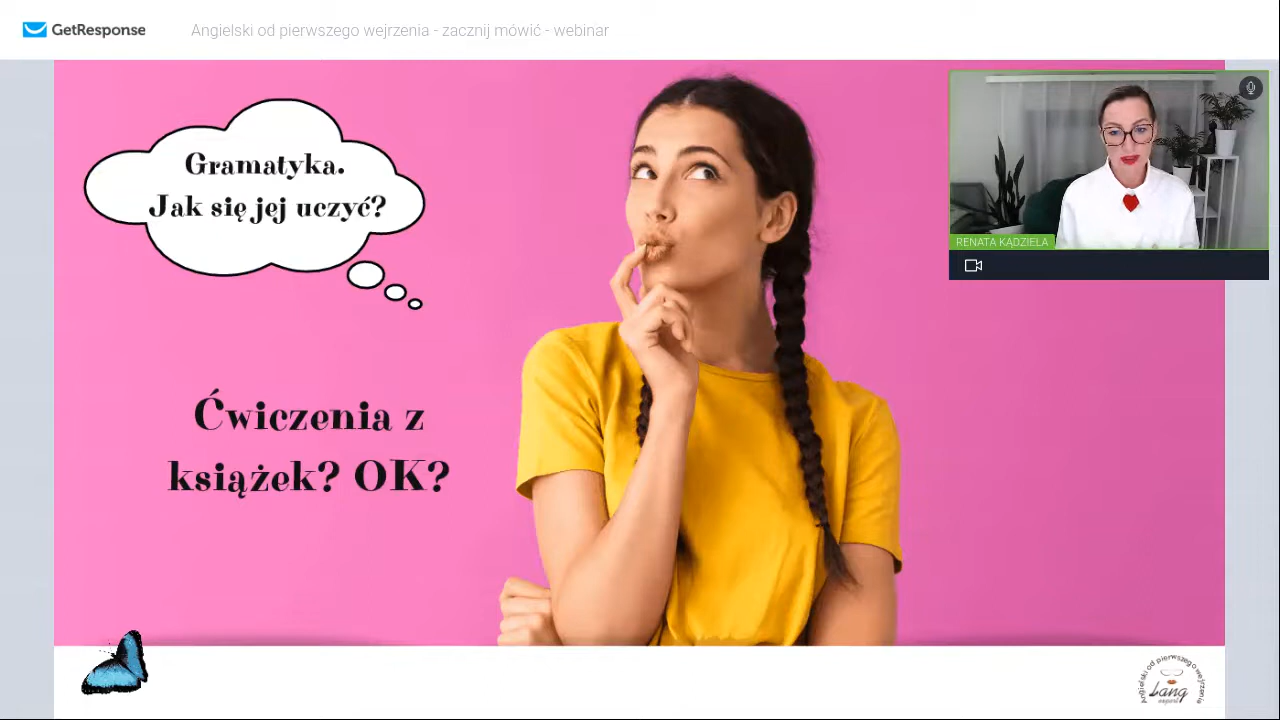 GetResponse
Angielski od pierwszego wejrzenia - zacznij mówić - webinar
Gramatyka.
Jak się jej uczyć?
RENATA KĄDZIELA
Ćwiczenia z
książek? OK?
Angielski od pierwszego wejrzenia
Lang
expert